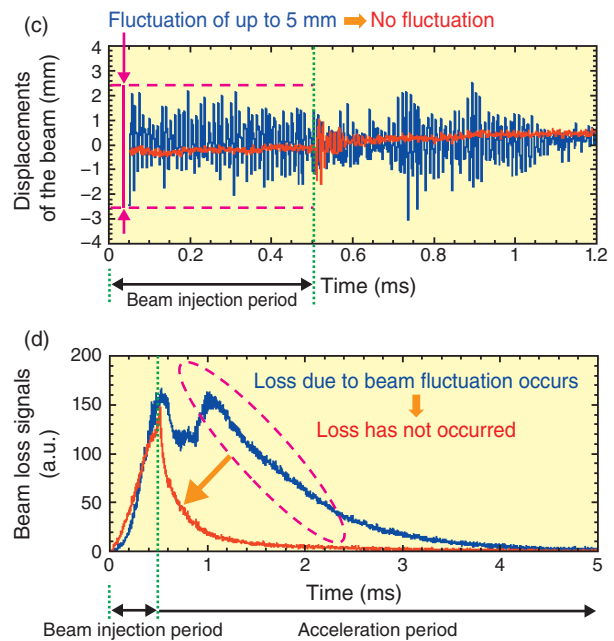 (c)
Fluctuation of up to 5 mm No fluctuation
Displacements
of the beam (mm)
4
3
2
1
0
−1
−2
−3
−4
0 0.2 0.4 0.6 0.8 1 1.2
Time (ms)
Beam injection period
(d)
Beam loss signals
a.u.
200
150
100
50
0
Loss due to beam fluctuation occurs
Loss has not occurred
0 1 2 3 4 5
Time (ms)
Beam injection period Acceleration period